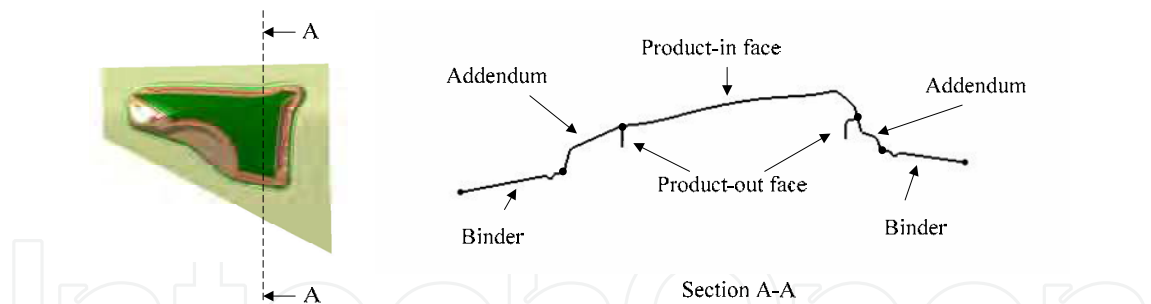 A
Product-in face
Addendum
Addendum
Product-out face
Binder
Binder
A
Section A-A